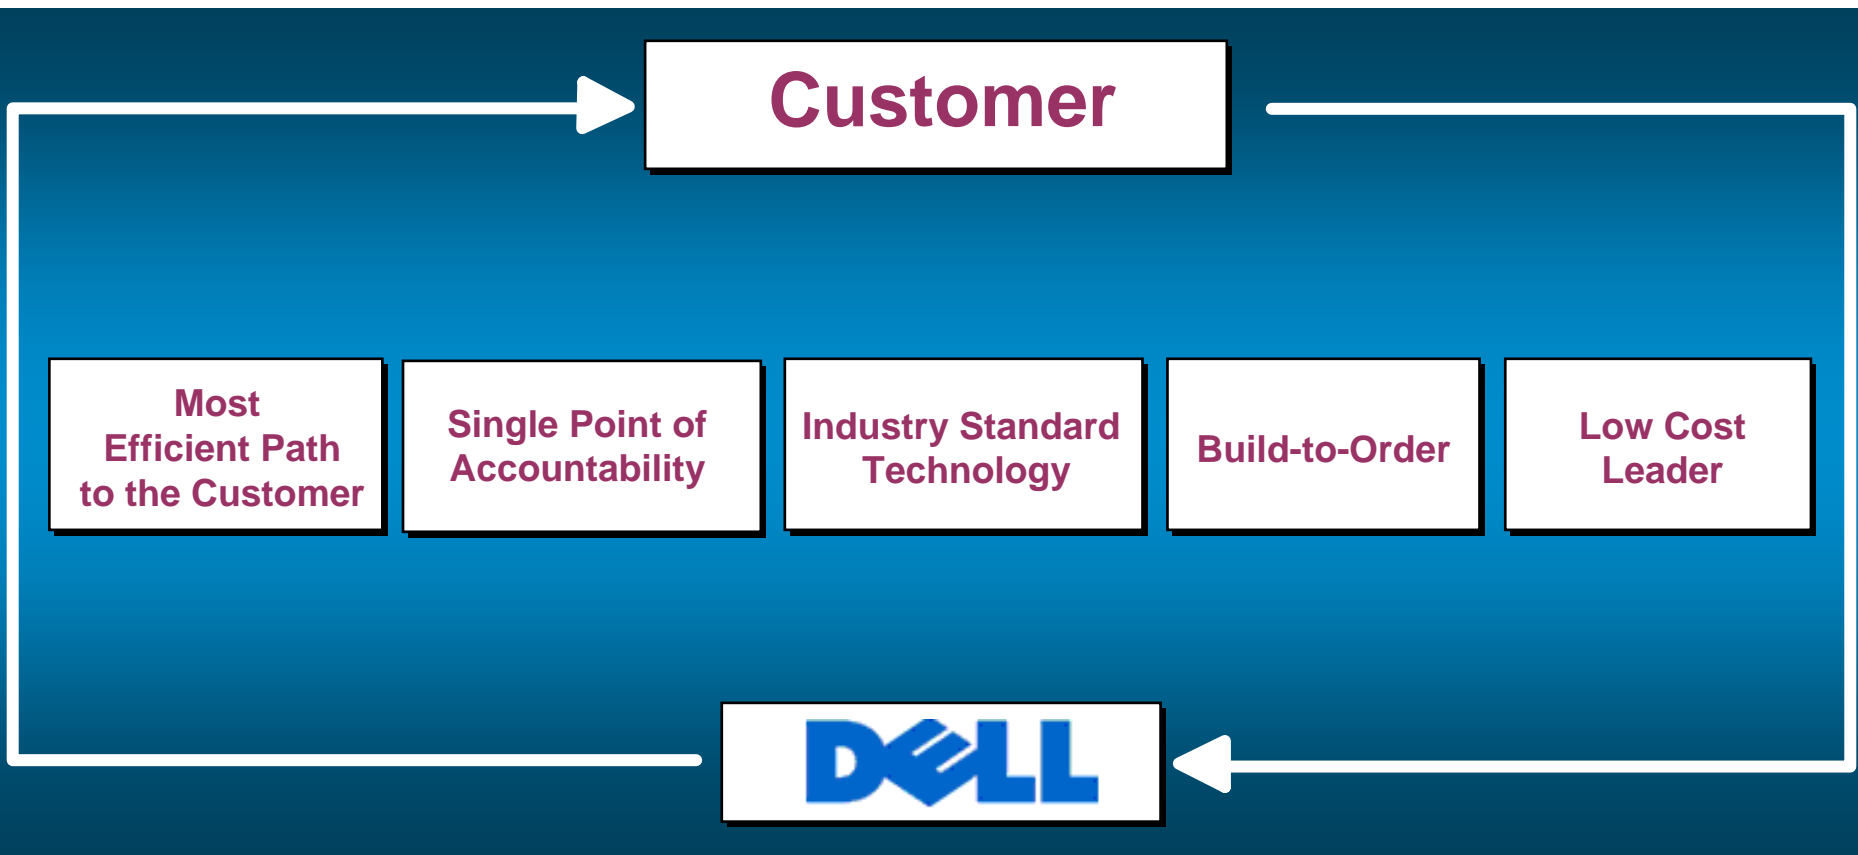 Customer
Most
Efficient Path
to the Customer
Single Point of
Accountability
Industry Standard
Technology
Build-to-Order
Low Cost
Leader
DELL